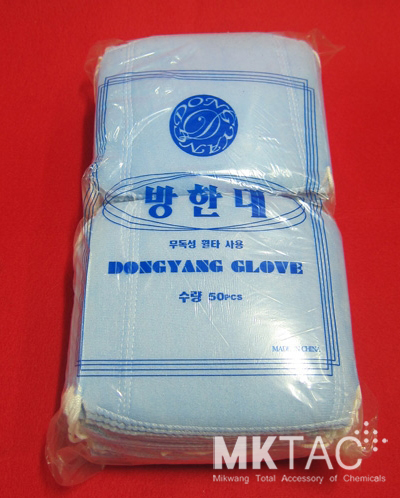 DONGYANG
D
방한대
무독성 필타 사용
DONGYANG GLOVE
수량 50PCS
MADE IN CHINA
MKTAC
Mikwang Total Accessory of Chemicals